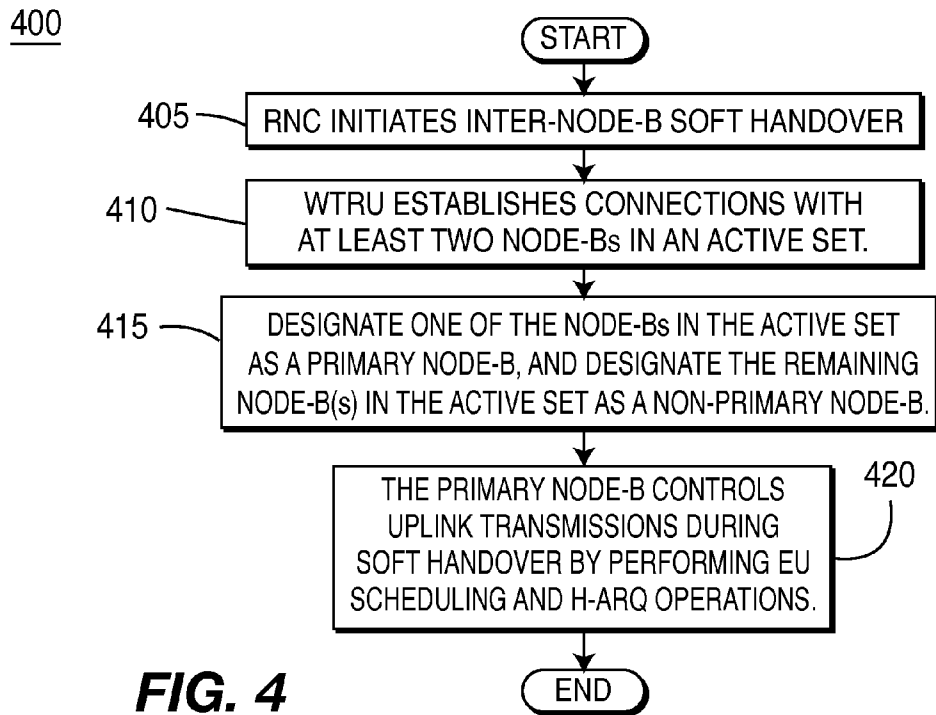 400
START
405
RNC INITIATES INTER-NODE-B SOFT HANDOVER
410
WTRU ESTABLISHES CONNECTIONS WITH
AT LEAST TWO NODE-Bs IN AN ACTIVE SET.
415
DESIGNATE ONE OF THE NODE-Bs IN THE ACTIVE SET
AS A PRIMARY NODE-B, AND DESIGNATE THE REMAINING
NODE-B(s) IN THE ACTIVE SET AS A NON-PRIMARY NODE-B.
420
THE PRIMARY NODE-B CONTROLS
UPLINK TRANSMISSIONS DURING
SOFT HANDOVER BY PERFORMING EU
SCHEDULING AND H-ARQ OPERATIONS.
END
FIG. 4